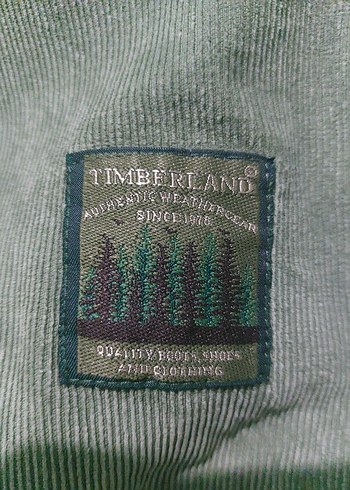 TIMBERLAND®
AUTHENTIC WEATHERGEAR
SINCE 1978
QUALITY BOOTS, SHOES
AND CLOTHING